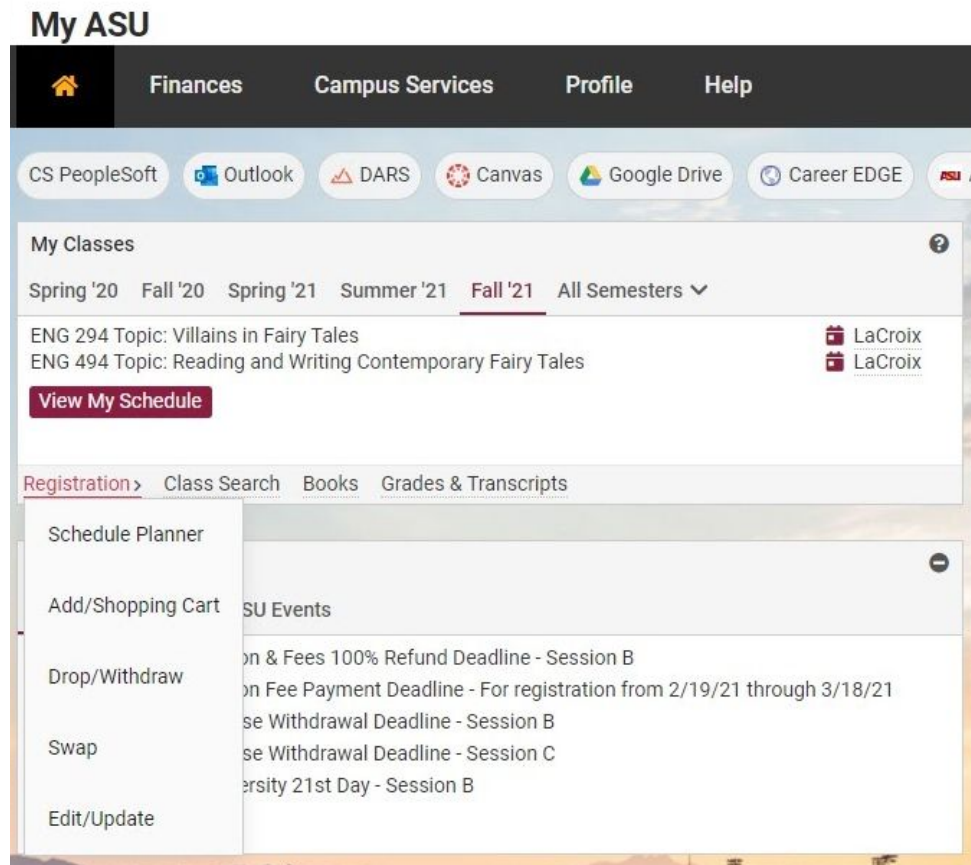 My ASU
Finances Campus Services Profile Help
CS PeopleSoft Outlook DARS Canvas Google Drive Career EDGE ASU
My Classes
Spring '20 Fall '20 Spring '21 Summer '21 Fall '21 All Semesters
ENG 294 Topic: Villains in Fairy Tales LaCroix
ENG 494 Topic: Reading and Writing Contemporary Fairy Tales LaCroix
View My Schedule
Registration Class Search Books Grades & Transcripts
Schedule Planner
Add/Shopping Cart
Drop/Withdraw
Swap
Edit/Update
SU Events
on & Fees 100% Refund Deadline - Session B
on Fee Payment Deadline - For registration from 2/19/21 through 3/18/21
se Withdrawal Deadline - Session B
se Withdrawal Deadline - Session C
ersity 21st Day - Session B